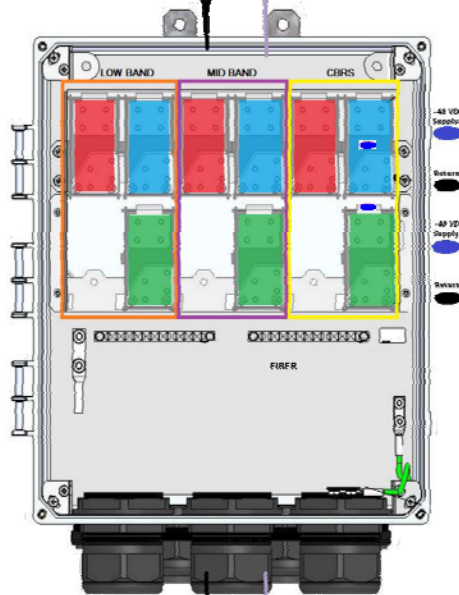 LOW BAND
MID BAND
CBRS
-48 VD
Supply
Return
-48 VD
Supply
Return
FIBER